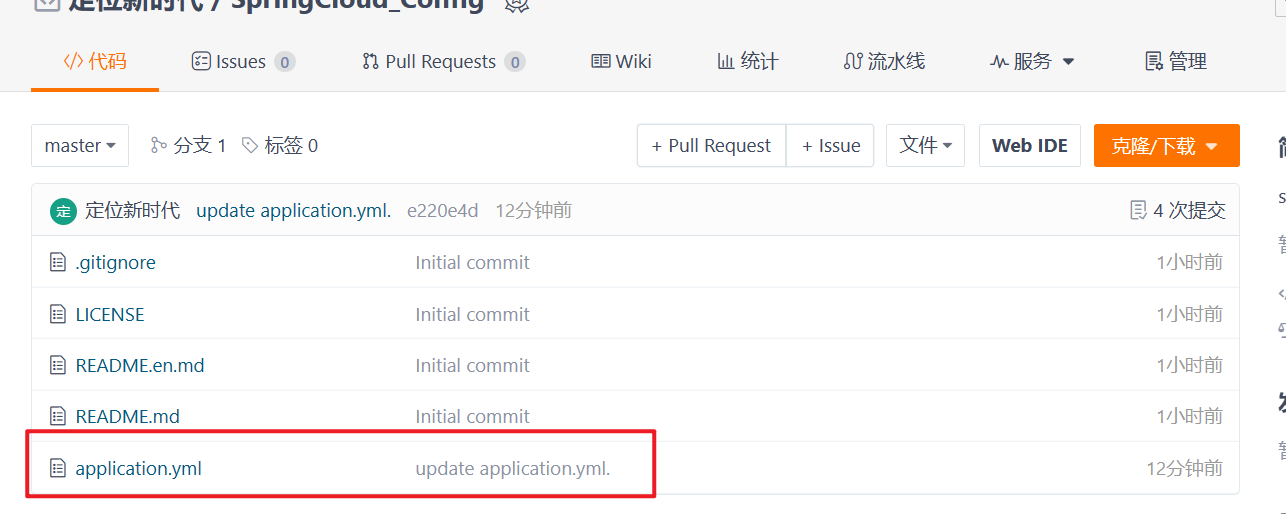 定位新时代 / SpringCloud_Config
代码 Issues 0 Pull Requests 0 Wiki 统计 流水线 服务 管理
master 分支 1 标签 0 + Pull Request + Issue 文件 Web IDE 克隆/下载
定 定位新时代 update application.yml. e220e4d 12分钟前 4 次提交
.gitignore Initial commit 1小时前
LICENSE Initial commit 1小时前
README.en.md Initial commit 1小时前
README.md Initial commit 1小时前
application.yml update application.yml. 12分钟前